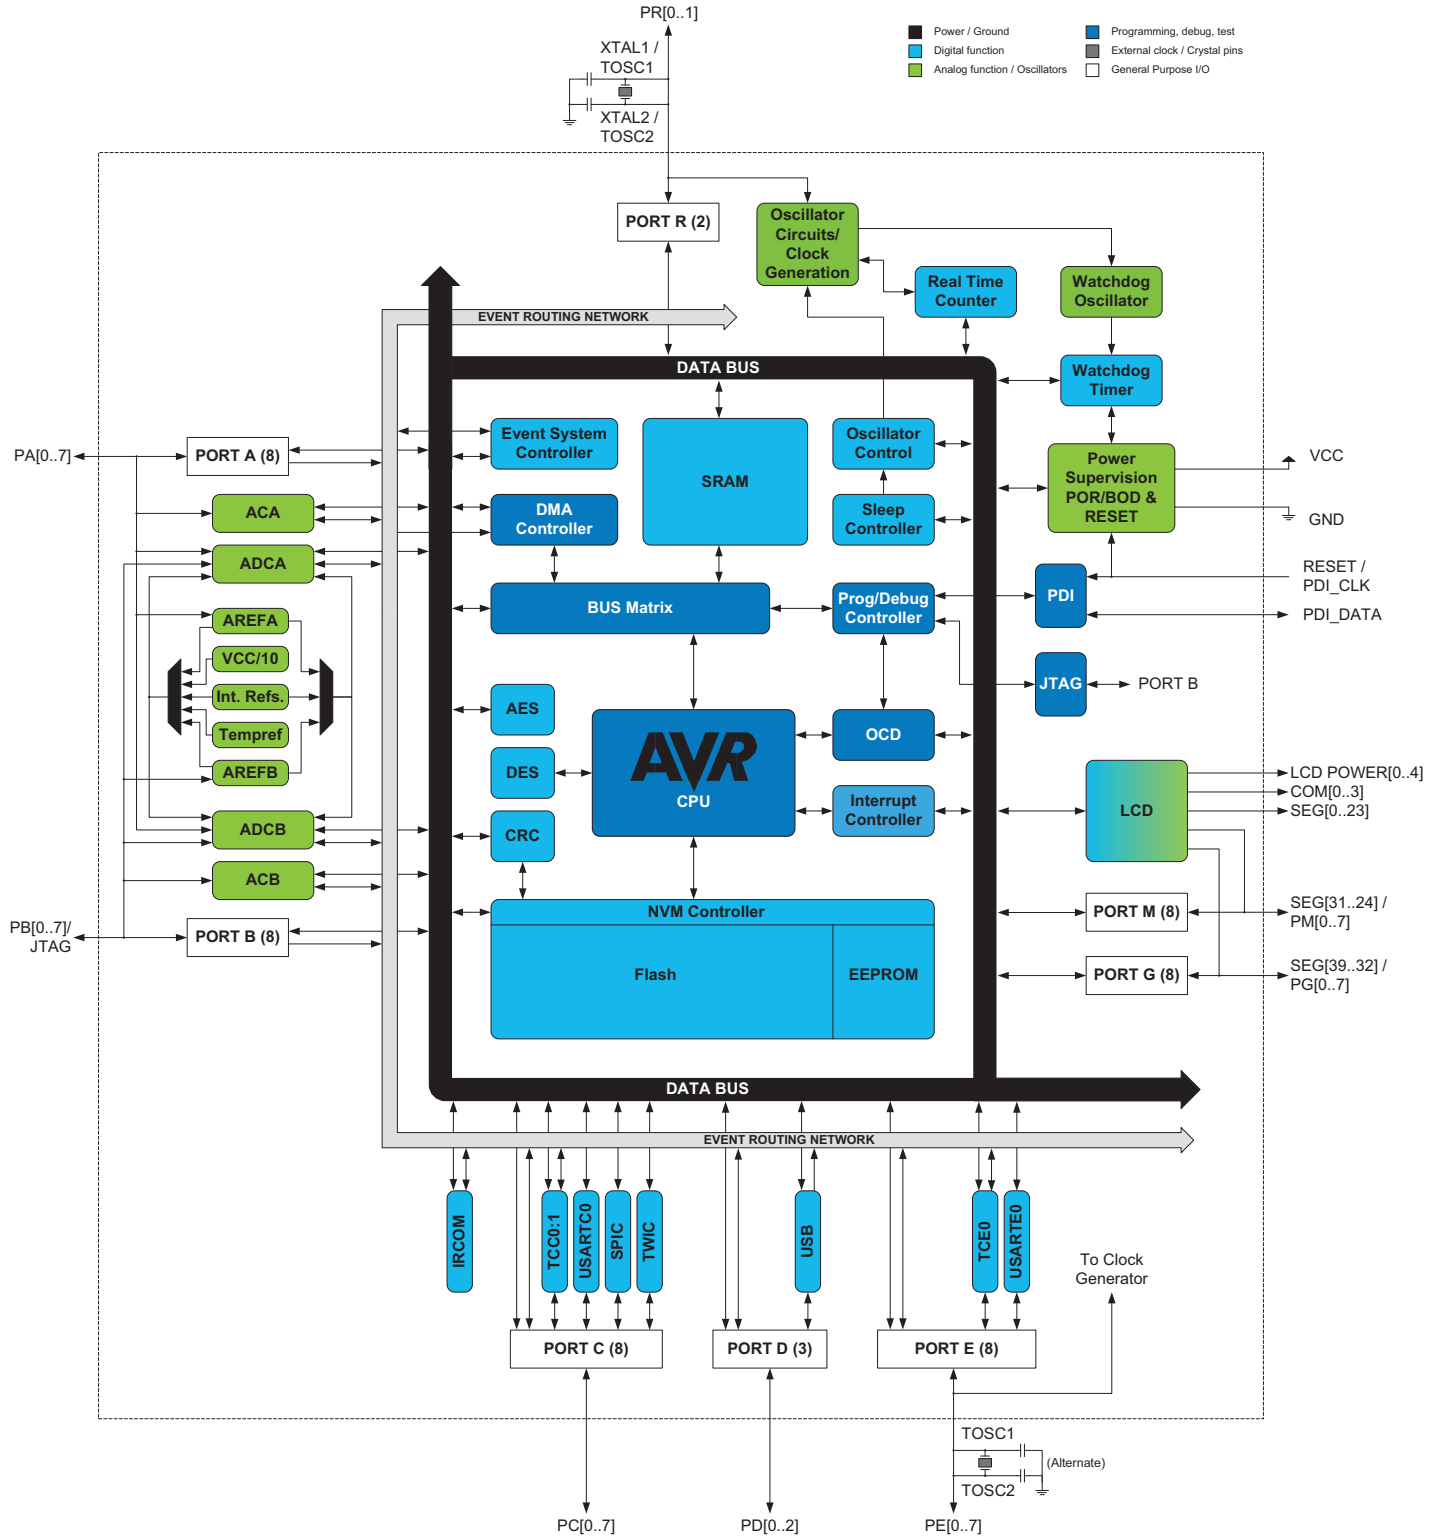 PR[0..1]
Power / Ground
Digital function
Analog function / Oscillators
Programming, debug, test
External clock / Crystal pins
General Purpose I/O
XTAL1 /
TOSC1
XTAL2 /
TOSC2
PORT R (2)
Oscillator
Circuits/
Clock
Generation
Real Time
Counter
Watchdog
Oscillator
EVENT ROUTING NETWORK
DATA BUS
Watchdog
Timer
PA[0..7]
PORT A (8)
Event System
Controller
SRAM
Oscillator
Control
Power
Supervision
POR/BOD &
RESET
VCC
GND
ACA
DMA
Controller
Sleep
Controller
ADCA
RESET /
PDI_CLK
PDI_DATA
AREFA
VCC/10
Int. Refs.
Tempref
AREFB
BUS Matrix
Prog/Debug
Controller
PDI
JTAG
PORT B
AES
AVR
CPU
OCD
DES
Interrupt
Controller
LCD
LCD POWER[0..4]
COM[0..3]
SEG[0..23]
ADCB
CRC
ACB
PB[0..7]/
JTAG
PORT B (8)
NVM Controller
Flash
EEPROM
PORT M (8)
SEG[31..24] /
PM[0..7]
PORT G (8)
SEG[39..32] /
PG[0..7]
DATA BUS
EVENT ROUTING NETWORK
IRCOM
TCC0:1
USARTC0
SPIC
TWIC
USB
TCE0
USARTE0
To Clock
Generator
PORT C (8)
PORT D (3)
PORT E (8)
TOSC1
(Alternate)
TOSC2
PC[0..7]
PD[0..2]
PE[0..7]